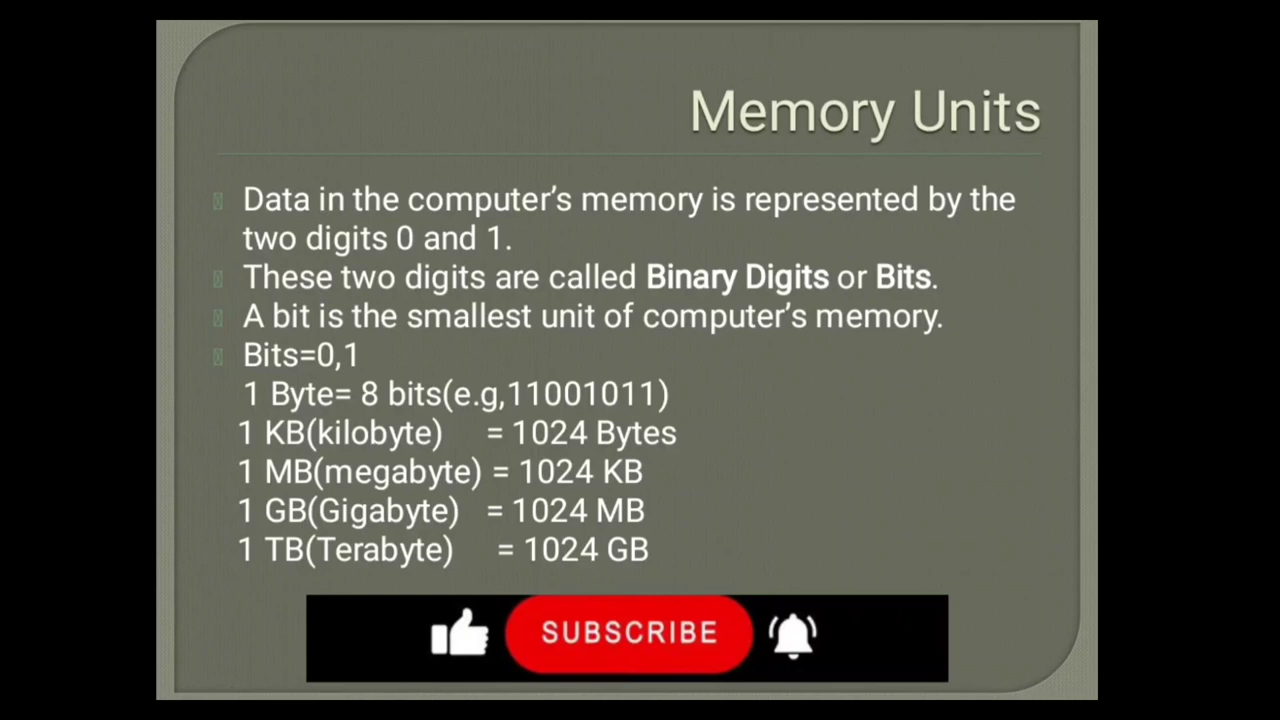 Memory Units
Data in the computer's memory is represented by the
two digits 0 and 1.
These two digits are called Binary Digits or Bits.
A bit is the smallest unit of computer's memory.
Bits=0,1
1 Byte= 8 bits(e.g,11001011)
1 KB(kilobyte) = 1024 Bytes
1 MB(megabyte) = 1024 KB
1 GB(Gigabyte) = 1024 MB
1 TB(Terabyte) = 1024 GB
SUBSCRIBE